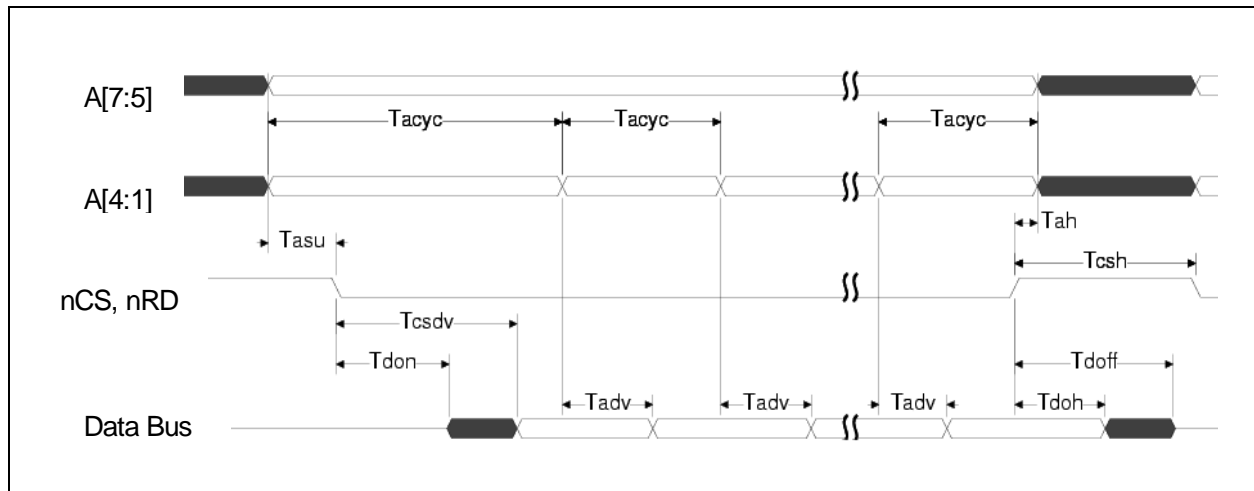 A[7:5]
Tacyc Tacyc Tacyc
A[4:1]
Tah
Tasu
Tcsh
nCS, nRD
Tcsdv
Tdon Tdoff
Tadv Tadv Tadv Tdoh
Data Bus